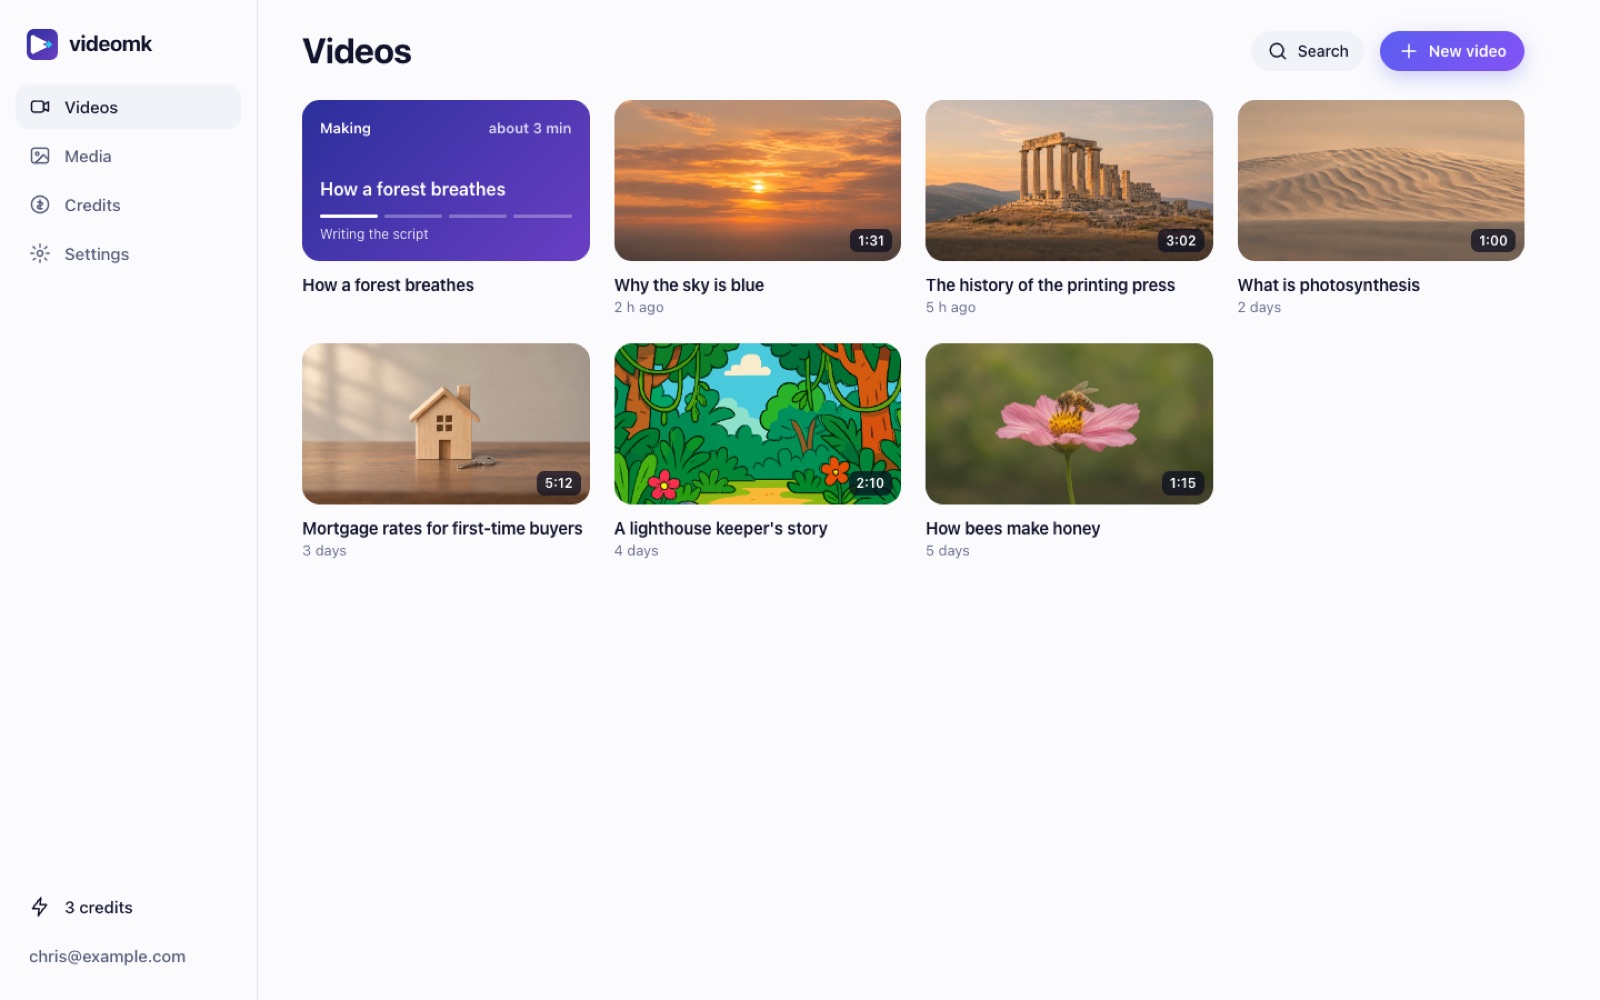 videomk
Videos
Media
Credits
Settings
3 credits
chris@example.com
Videos
Search
New video
Making
about 3 min
How a forest breathes
Writing the script
How a forest breathes
1:31
Why the sky is blue
2 h ago
3:02
The history of the printing press
5 h ago
1:00
What is photosynthesis
2 days
5:12
Mortgage rates for first-time buyers
3 days
2:10
A lighthouse keeper's story
4 days
1:15
How bees make honey
5 days